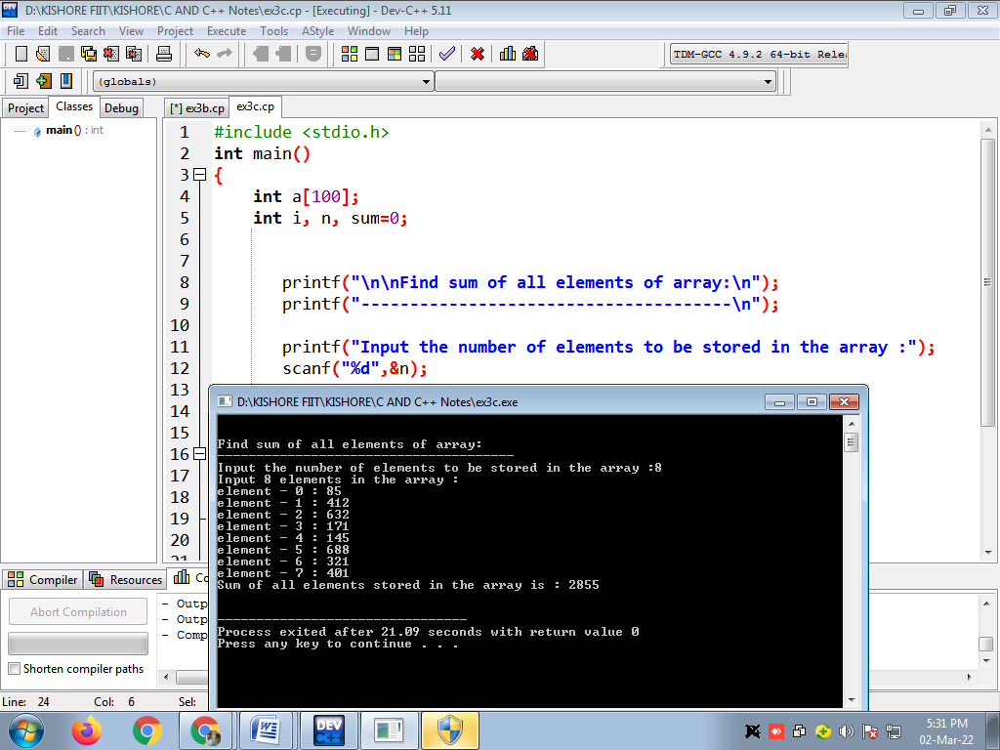 D:\KISHORE FIIT\KISHORE\C AND C++ Notes\ex3c.cp - [Executing] - Dev-C++ 5.11
File Edit Search View Project Execute Tools AStyle Window Help
TDM-GCC 4.9.2 64-bit Relea
(globals)
Project Classes Debug [*] ex3b.cp ex3c.cp
main () : int
1 #include <stdio.h>
2 int main()
3 {
4 int a[100];
5 int i, n, sum=0;
6
7
8 printf("\n\nFind sum of all elements of array:\n");
9 printf("--------------------------------------\n");
10
11 printf("Input the number of elements to be stored in the array :");
12 scanf("%d",&n);
13
14
15
16
17
18
19
20
21
D:\KISHORE FIIT\KISHORE\C AND C++ Notes\ex3c.exe
Find sum of all elements of array:
--------------------------------------
Input the number of elements to be stored in the array :8
Input 8 elements in the array :
element - 0 : 85
element - 1 : 412
element - 2 : 632
element - 3 : 171
element - 4 : 145
element - 5 : 688
element - 6 : 321
element - 7 : 401
Sum of all elements stored in the array is : 2855
--------------------------------
Process exited after 21.09 seconds with return value 0
Press any key to continue . . .
Compiler Resources Co
Abort Compilation
Shorten compiler paths
- Outp
- Outp
- Comp
Line: 24 Col: 6 Sel:
DEV C++
5:31 PM
02-Mar-22